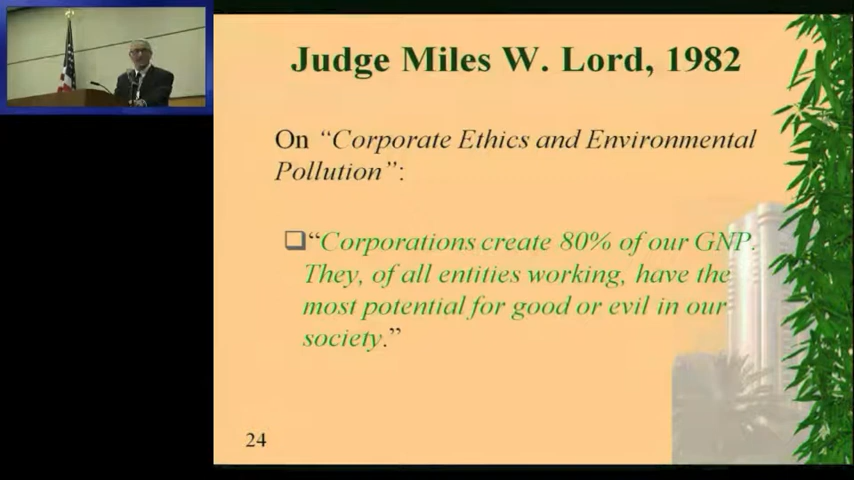 Judge Miles W. Lord, 1982
On “Corporate Ethics and Environmental
Pollution”:
❑“Corporations create 80% of our GNP.
They, of all entities working, have the
most potential for good or evil in our
society.”
24